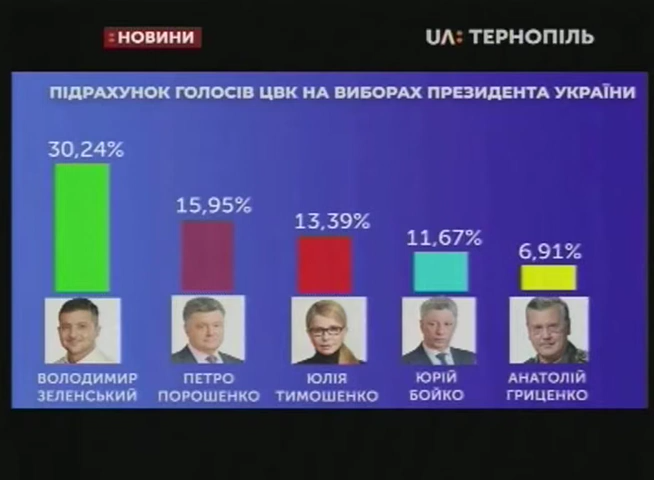 :НОВИНИ
UA: ТЕРНОПІЛЬ
ПІДРАХУНОК ГОЛОСІВ ЦВК НА ВИБОРАХ ПРЕЗИДЕНТА УКРАЇНИ
30,24%
15,95%
13,39%
11,67%
6,91%
ВОЛОДИМИР
ЗЕЛЕНСЬКИЙ
ПЕТРО
ПОРОШЕНКО
ЮЛІЯ
ТИМОШЕНКО
ЮРІЙ
БОЙКО
АНАТОЛІЙ
ГРИЦЕНКО